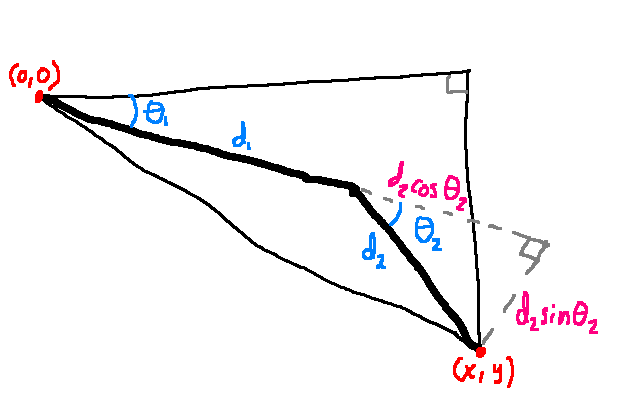 (0,0)
θ₁
d₁
d₂cosθ₂
θ₂
d₂
d₂sinθ₂
(x,y)